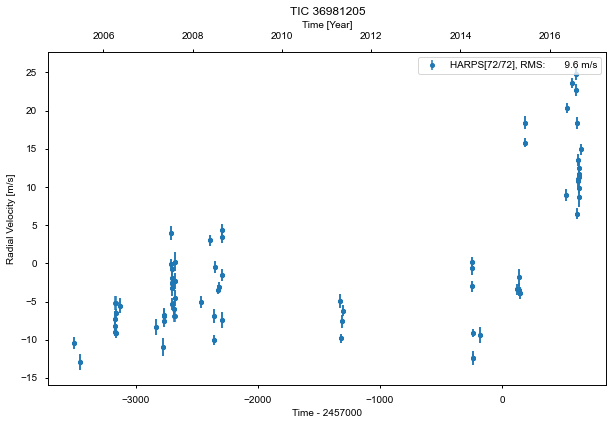 TIC 36981205
Time [Year]
2006 2008 2010 2012 2014 2016
HARPS[72/72], RMS: 9.6 m/s
25
20
15
10
5
0
−5
−10
−15
Radial Velocity [m/s]
−3000 −2000 −1000 0
Time - 2457000